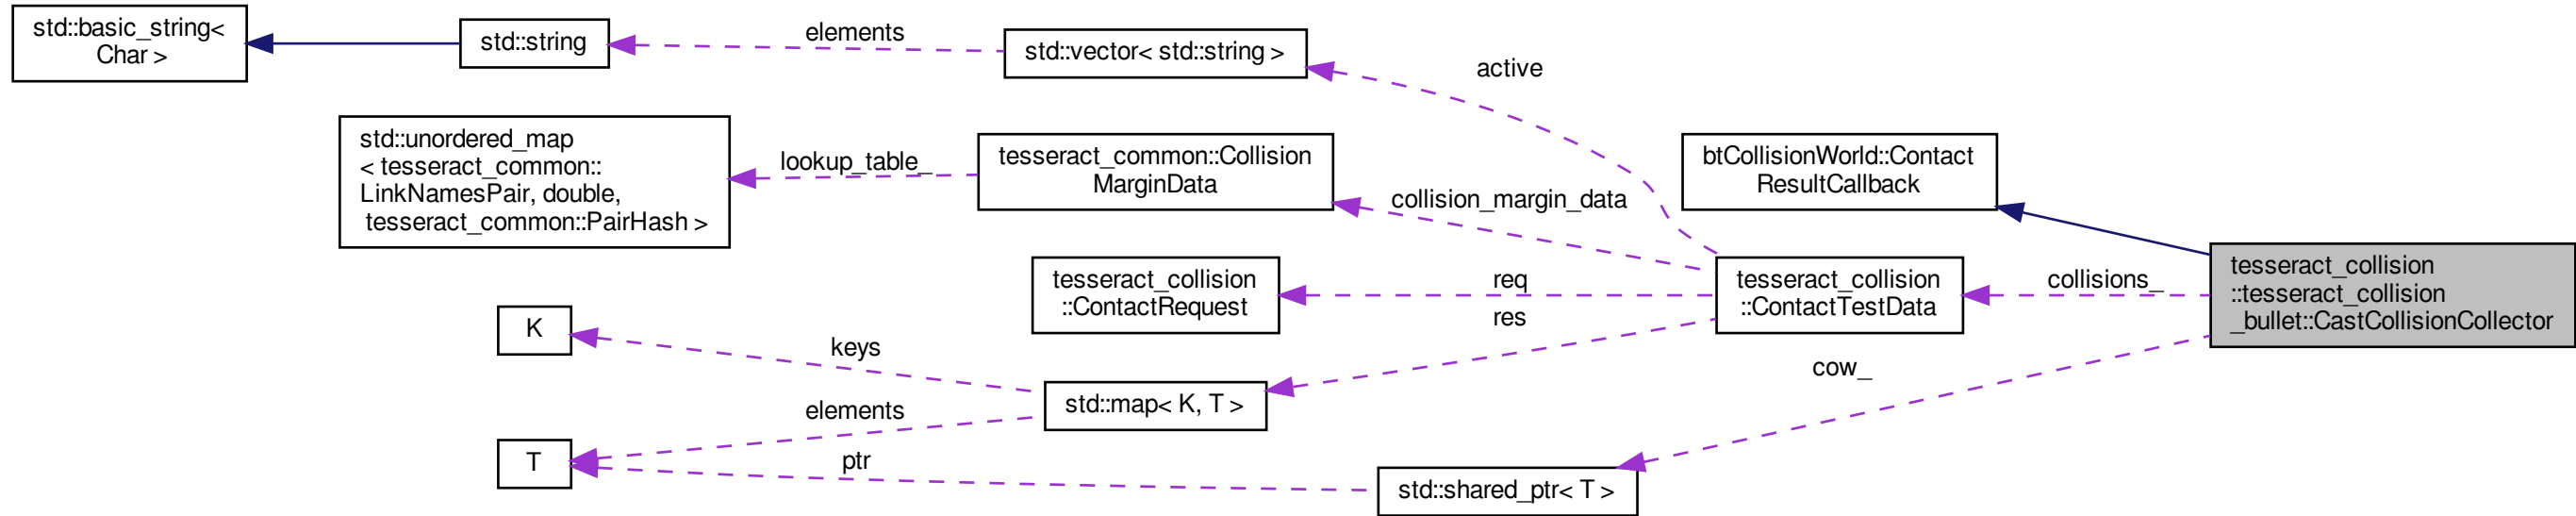 std::basic_string<
Char >
std::string
elements
std::vector< std::string >
active
std::unordered_map
< tesseract_common::
LinkNamesPair, double,
tesseract_common::PairHash >
lookup_table_
tesseract_common::Collision
MarginData
collision_margin_data
btCollisionWorld::Contact
ResultCallback
tesseract_collision
::ContactRequest
req
res
tesseract_collision
::ContactTestData
collisions_
tesseract_collision
::tesseract_collision
_bullet::CastCollisionCollector
K
keys
std::map< K, T >
cow_
elements
T
ptr
std::shared_ptr< T >